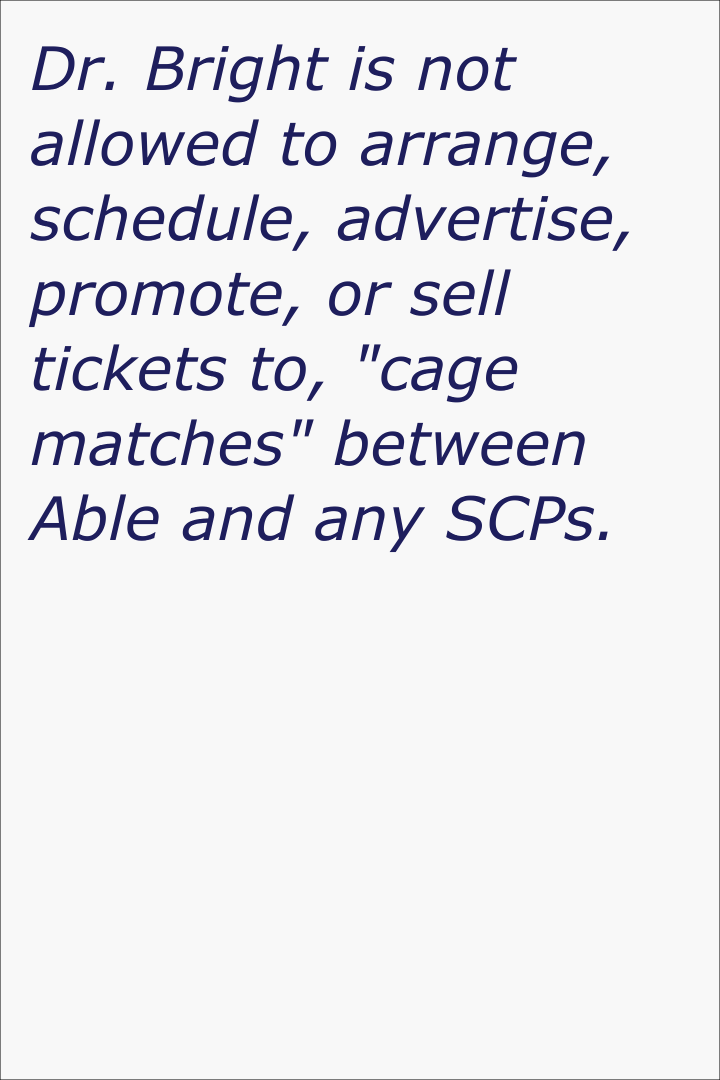 Dr. Bright is not
allowed to arrange,
schedule, advertise,
promote, or sell
tickets to, "cage
matches" between
Able and any SCPs.